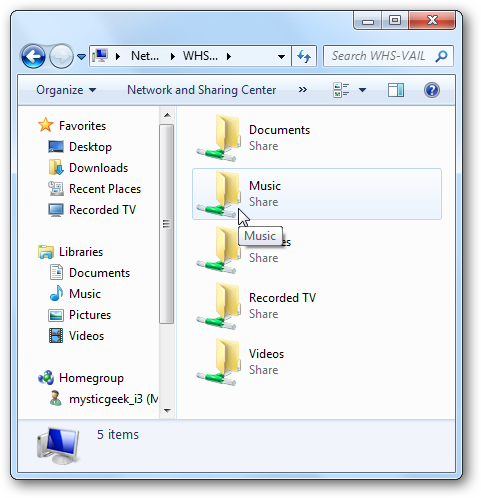 Net... WHS... Search WHS-VAIL
Organize Network and Sharing Center »
Favorites
Desktop
Downloads
Recent Places
Recorded TV
Libraries
Documents
Music
Pictures
Videos
Homegroup
mysticgeek_i3 (M
Documents
Share
Music
Share
Music
es
Share
Recorded TV
Share
Videos
Share
5 items